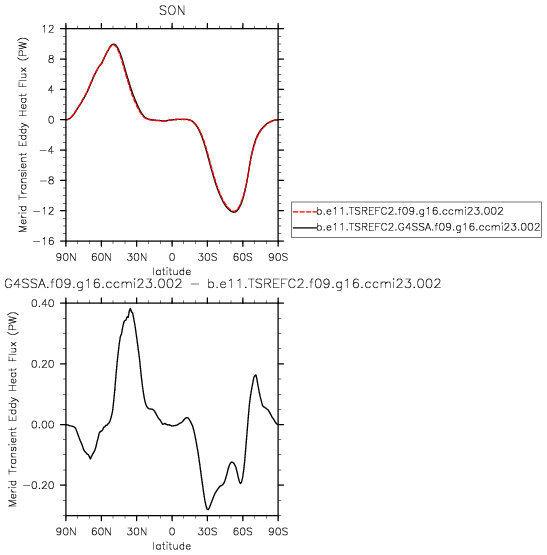 SON
Merid Transient Eddy Heat Flux (PW)
12
8
4
0
−4
−8
−12
−16
90N 60N 30N 0 30S 60S 90S
latitude
b.e11.TSREFC2.f09.g16.ccmi23.002
b.e11.TSREFC2.G4SSA.f09.g16.ccmi23.002
G4SSA.f09.g16.ccmi23.002 − b.e11.TSREFC2.f09.g16.ccmi23.002
Merid Transient Eddy Heat Flux (PW)
0.40
0.20
0.00
−0.20
90N 60N 30N 0 30S 60S 90S
latitude